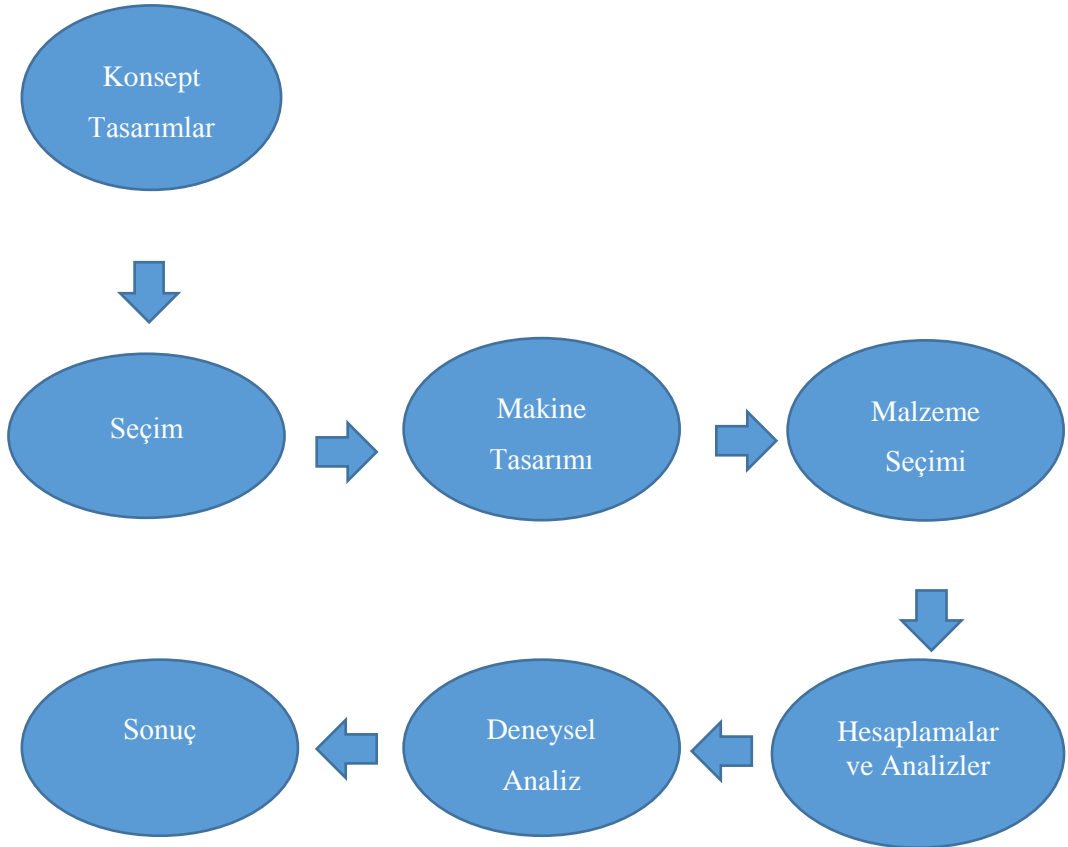 Konsept
Tasarımlar
Seçim
Makine
Tasarımı
Malzeme
Seçimi
Hesaplamalar
ve Analizler
Deneysel
Analiz
Sonuç